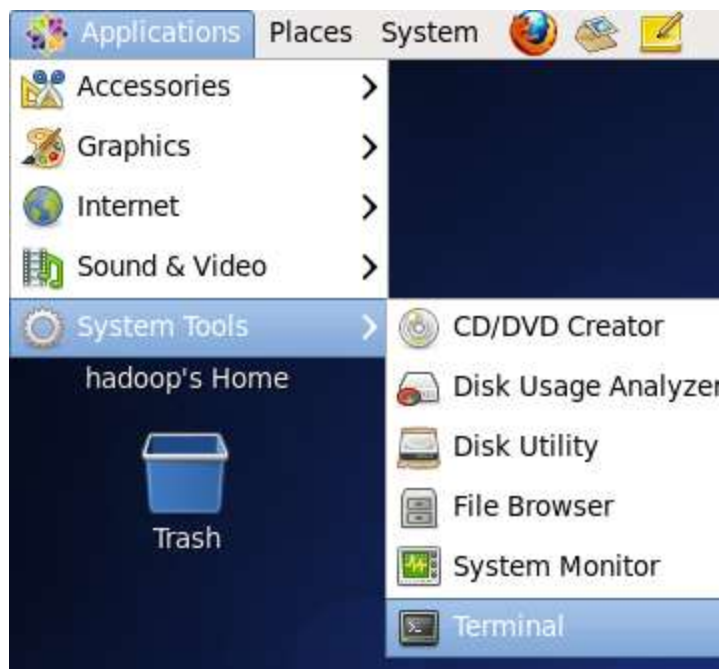 Applications Places System
Accessories
Graphics
Internet
Sound & Video
System Tools
CD/DVD Creator
Disk Usage Analyzer
Disk Utility
File Browser
System Monitor
Terminal
hadoop's Home
Trash